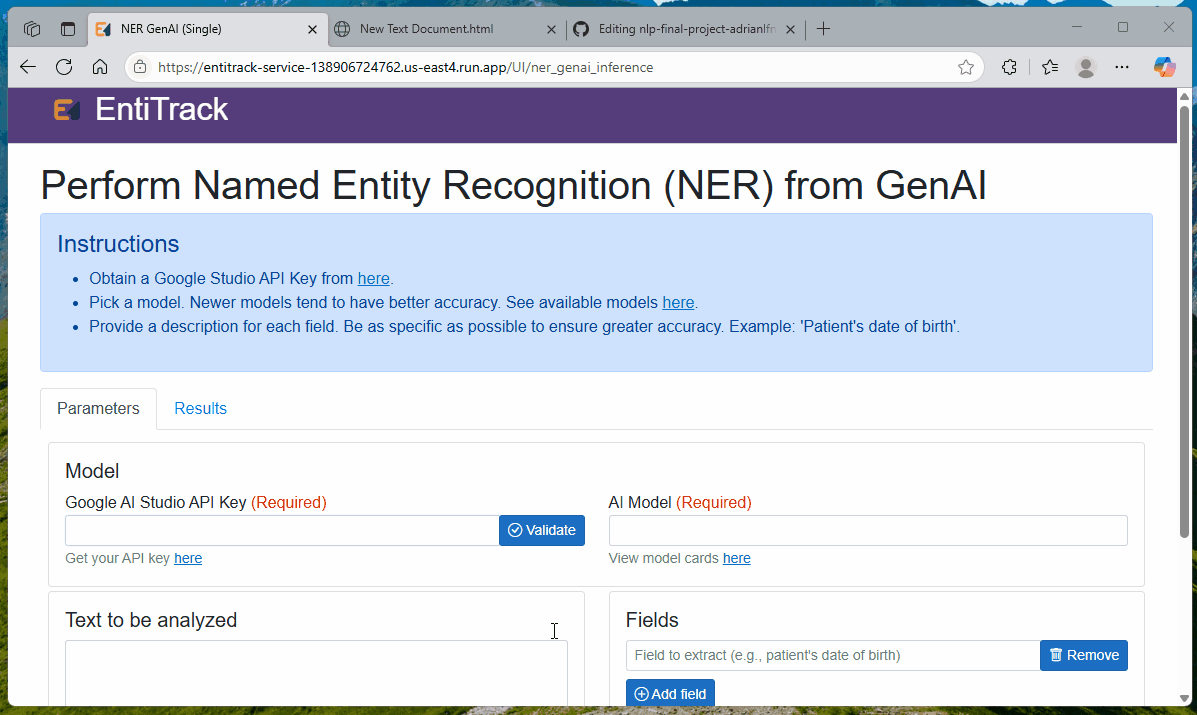 NER GenAI (Single)
New Text Document.html
Editing nlp-final-project-adrianlfn
https://entitrack-service-138906724762.us-east4.run.app/UI/ner_genai_inference
EntiTrack
Perform Named Entity Recognition (NER) from GenAI
Instructions
• Obtain a Google Studio API Key from here.
• Pick a model. Newer models tend to have better accuracy. See available models here.
• Provide a description for each field. Be as specific as possible to ensure greater accuracy. Example: 'Patient's date of birth'.
Parameters
Results
Model
Google AI Studio API Key (Required)
Validate
Get your API key here
AI Model (Required)
View model cards here
Text to be analyzed
Fields
Field to extract (e.g., patient's date of birth)
Remove
Add field